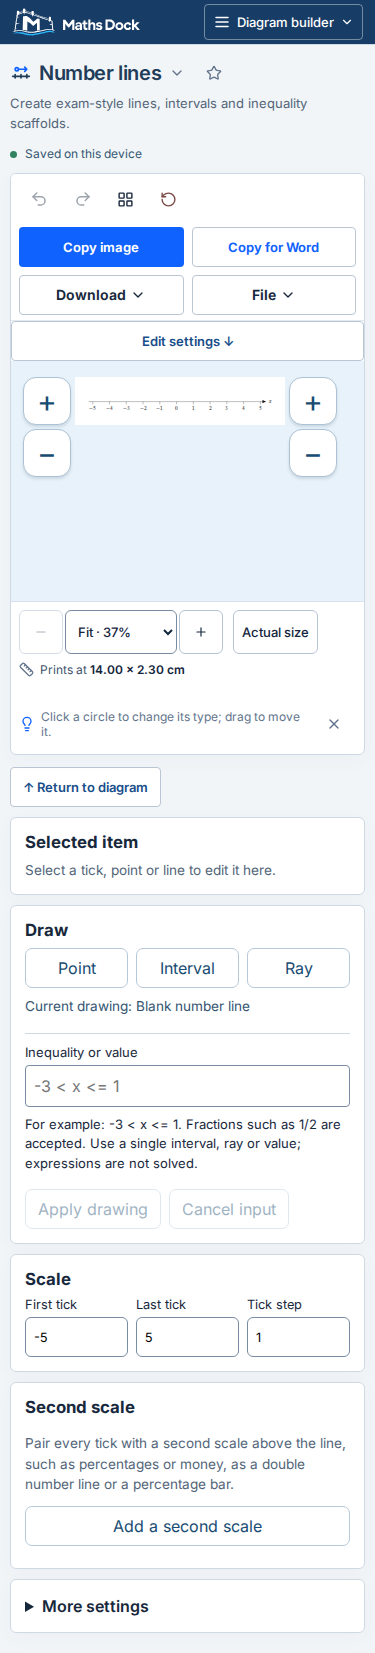 Maths Dock
Diagram builder
Number lines
Create exam-style lines, intervals and inequality
scaffolds.
Saved on this device
Copy image
Copy for Word
Download
File
Edit settings ↓
+
+
-5 -4 -3 -2 -1 0 1 2 3 4 5 x
−
−
−
Fit · 37%
+
Actual size
Prints at 14.00 × 2.30 cm
Click a circle to change its type; drag to move
it.
↑ Return to diagram
Selected item
Select a tick, point or line to edit it here.
Draw
Point
Interval
Ray
Current drawing: Blank number line
Inequality or value
-3 < x <= 1
For example: -3 < x <= 1. Fractions such as 1/2 are
accepted. Use a single interval, ray or value;
expressions are not solved.
Apply drawing
Cancel input
Scale
First tick
Last tick
Tick step
-5
5
1
Second scale
Pair every tick with a second scale above the line,
such as percentages or money, as a double
number line or a percentage bar.
Add a second scale
More settings